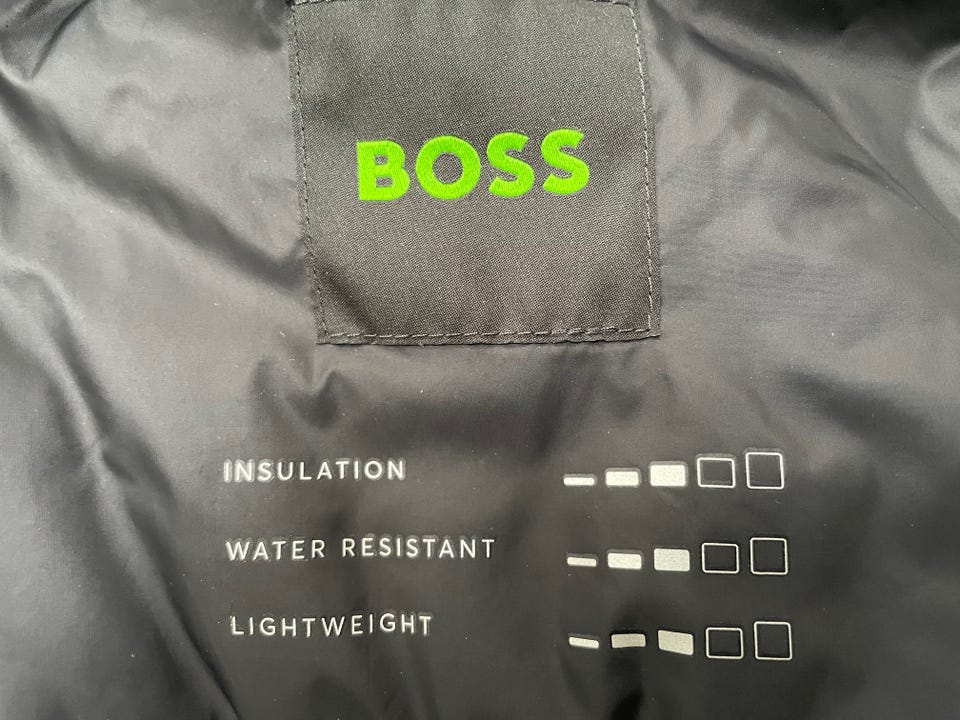 BOSS
INSULATION
WATER RESISTANT
LIGHTWEIGHT